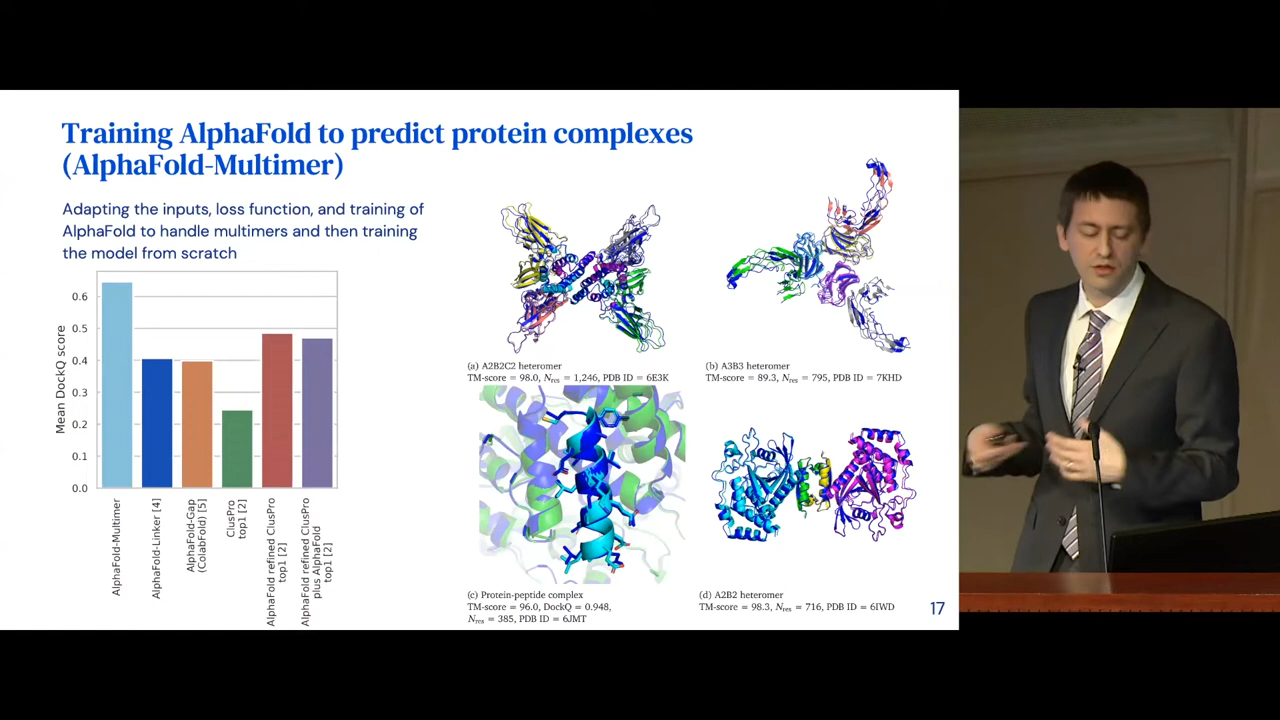 Training AlphaFold to predict protein complexes
(AlphaFold-Multimer)
Adapting the inputs, loss function, and training of
AlphaFold to handle multimers and then training
the model from scratch
Mean DockQ score
0.6
0.5
0.4
0.3
0.2
0.1
0.0
AlphaFold-Multimer
AlphaFold-Linker [4]
AlphaFold-Gap
(ColabFold) [5]
ClusPro
top1 [2]
AlphaFold refined ClusPro
top1 [2]
AlphaFold refined ClusPro
plus AlphaFold
top1 [2]
(a) A2B2C2 heteromer
TM-score = 98.0, Nres = 1,246, PDB ID = 6E3K
(b) A3B3 heteromer
TM-score = 89.3, Nres = 795, PDB ID = 7KHD
(c) Protein-peptide complex
TM-score = 96.0, DockQ = 0.948,
Nres = 385, PDB ID = 6JMT
(d) A2B2 heteromer
TM-score = 98.3, Nres = 716, PDB ID = 6IWD
17